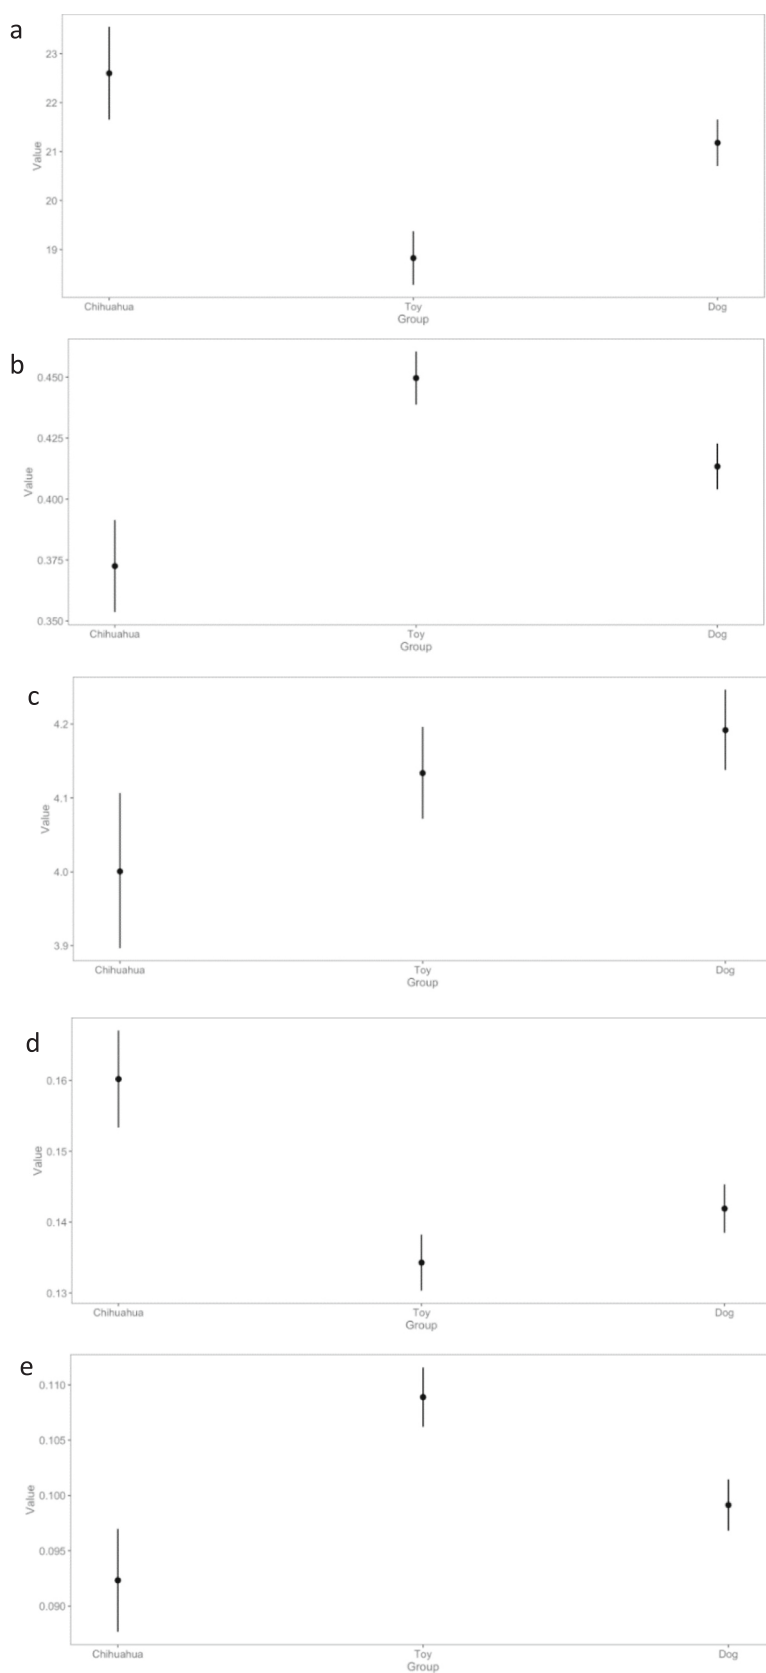 a
23
22
21
20
19
Value
Chihuahua Toy Dog
Group
b
0.450
0.425
0.400
0.375
0.350
Value
Chihuahua Toy Dog
Group
c
4.2
4.1
4.0
3.9
Value
Chihuahua Toy Dog
Group
d
0.16
0.15
0.14
0.13
Value
Chihuahua Toy Dog
Group
e
0.110
0.105
0.100
0.095
0.090
Value
Chihuahua Toy Dog
Group